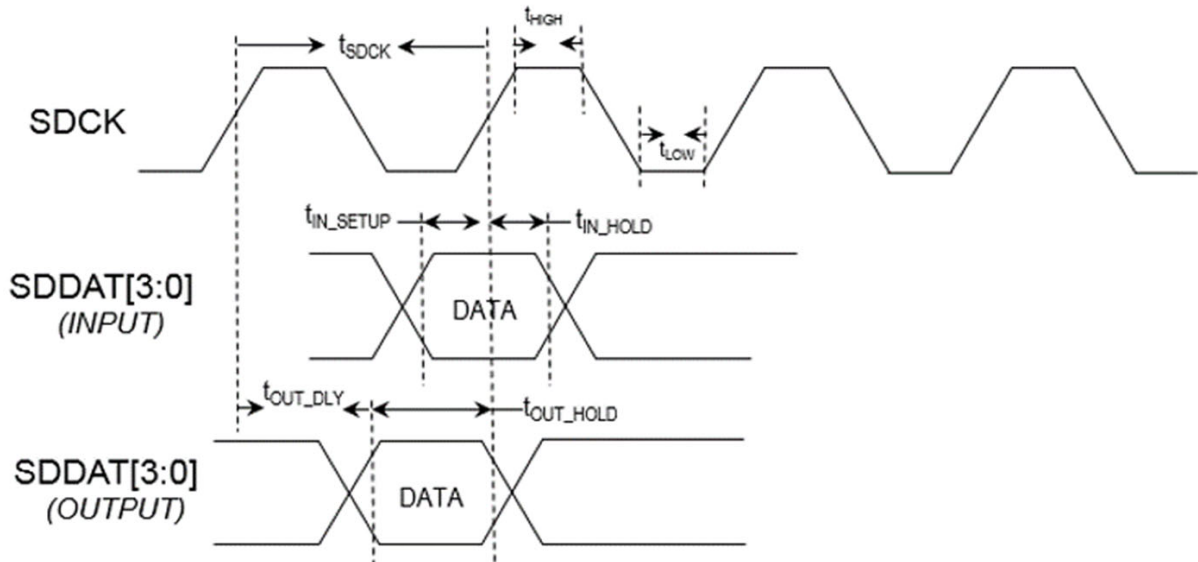 tHIGH
tSDCK
SDCK
tLOW
tIN_SETUP
tIN_HOLD
SDDAT[3:0]
(INPUT)
DATA
tOUT_DLY
tOUT_HOLD
SDDAT[3:0]
(OUTPUT)
DATA